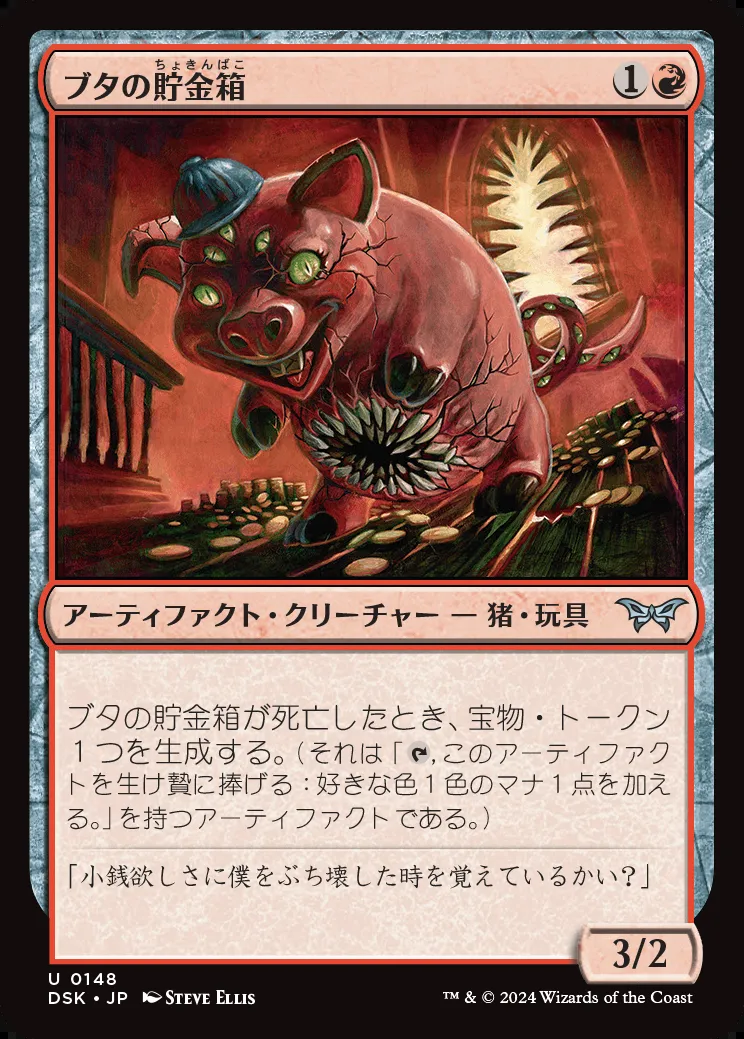 ちょきんばこ
ブタの貯金箱 1
アーティファクト・クリーチャー — 猪・玩具
ブタの貯金箱が死亡したとき、宝物・トークン
１つを生成する。(それは「,このアーティファク
トを生け贄に捧げる：好きな色１色のマナ１点を加え
る。」を持つアーティファクトである。)
「小銭欲しさに僕をぶち壊した時を覚えているかい？」
3/2
U 0148
DSK • JP Steve Ellis
™ & © 2024 Wizards of the Coast